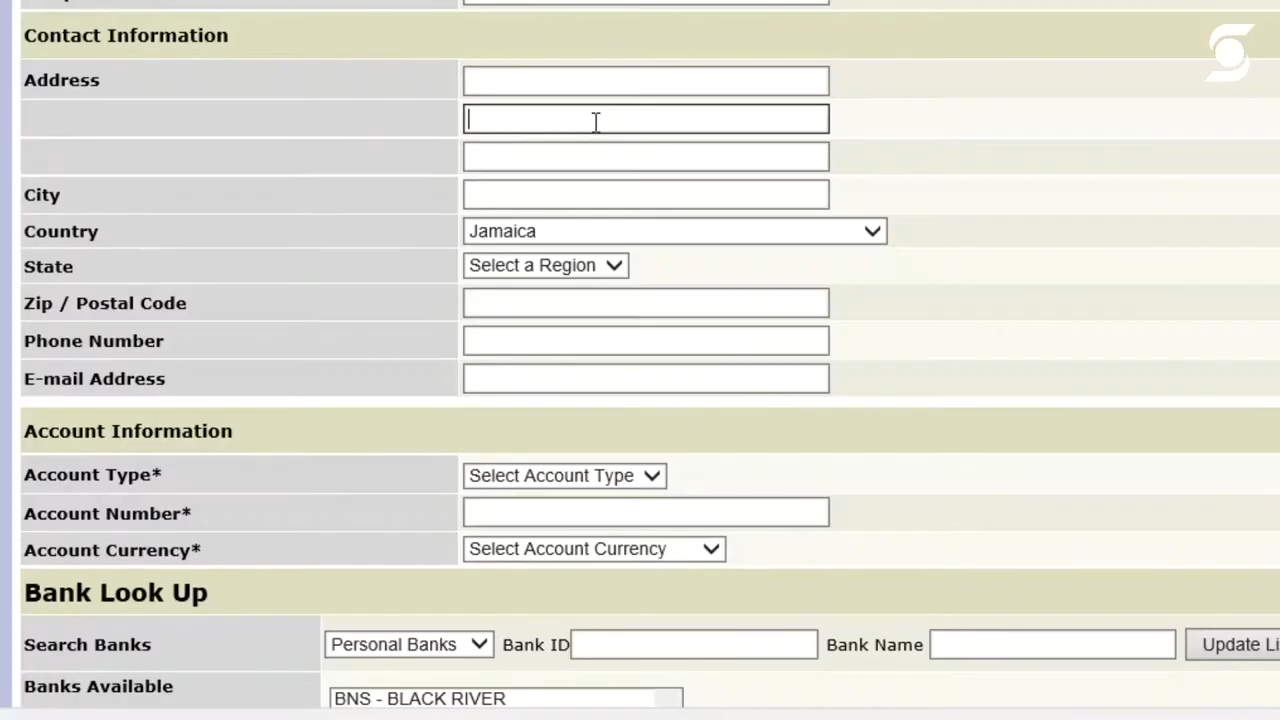 Contact Information
Address
City
Country Jamaica
State Select a Region
Zip / Postal Code
Phone Number
E-mail Address
Account Information
Account Type* Select Account Type
Account Number*
Account Currency* Select Account Currency
Bank Look Up
Search Banks Personal Banks Bank ID Bank Name Update Li
Banks Available
BNS - BLACK RIVER